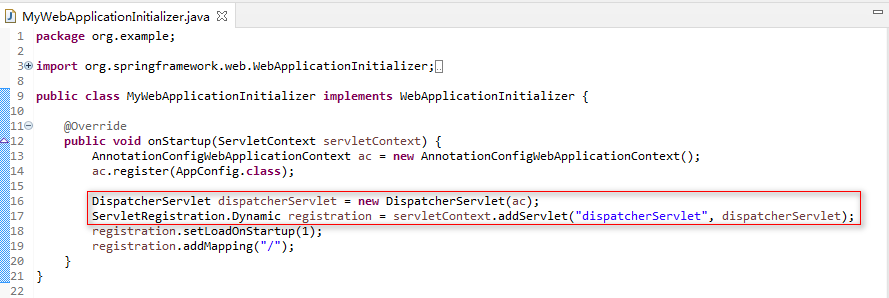 MyWebApplicationInitializer.java
1 package org.example;
2
3 import org.springframework.web.WebApplicationInitializer;
8
9 public class MyWebApplicationInitializer implements WebApplicationInitializer {
10
11 @Override
12 public void onStartup(ServletContext servletContext) {
13 AnnotationConfigWebApplicationContext ac = new AnnotationConfigWebApplicationContext();
14 ac.register(AppConfig.class);
15
16 DispatcherServlet dispatcherServlet = new DispatcherServlet(ac);
17 ServletRegistration.Dynamic registration = servletContext.addServlet("dispatcherServlet", dispatcherServlet);
18 registration.setLoadOnStartup(1);
19 registration.addMapping("/");
20 }
21 }
22